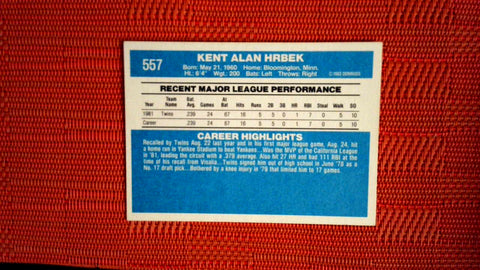 557
KENT ALAN HRBEK
Born: May 21, 1960 Home: Bloomington, Minn.
Ht.: 6'4" Wgt.: 200 Bats: Left Throws: Right
© 1982 DONRUSS
RECENT MAJOR LEAGUE PERFORMANCE
Year Team Name Bat. Avg. Games At Bat Hits Runs 2B 3B HR RBI Steal Walk SO
1981 Twins .239 24 67 16 5 5 0 1 7 0 5 10
Career .239 24 67 16 5 5 0 1 7 0 5 10
CAREER HIGHLIGHTS
Recalled by Twins Aug. 22 last year and in his first major league game, Aug. 24, hit
a home run in Yankee Stadium to beat Yankees... Was the MVP of the California League
in '81, leading the circuit with a .379 average. Also hit 27 HR and had 111 RBI at the
time of his recall from Visalia... Twins signed him out of high school in June '78 as a
No. 17 draft pick...Bothered by a knee injury in '79 that limited him to 17 games.